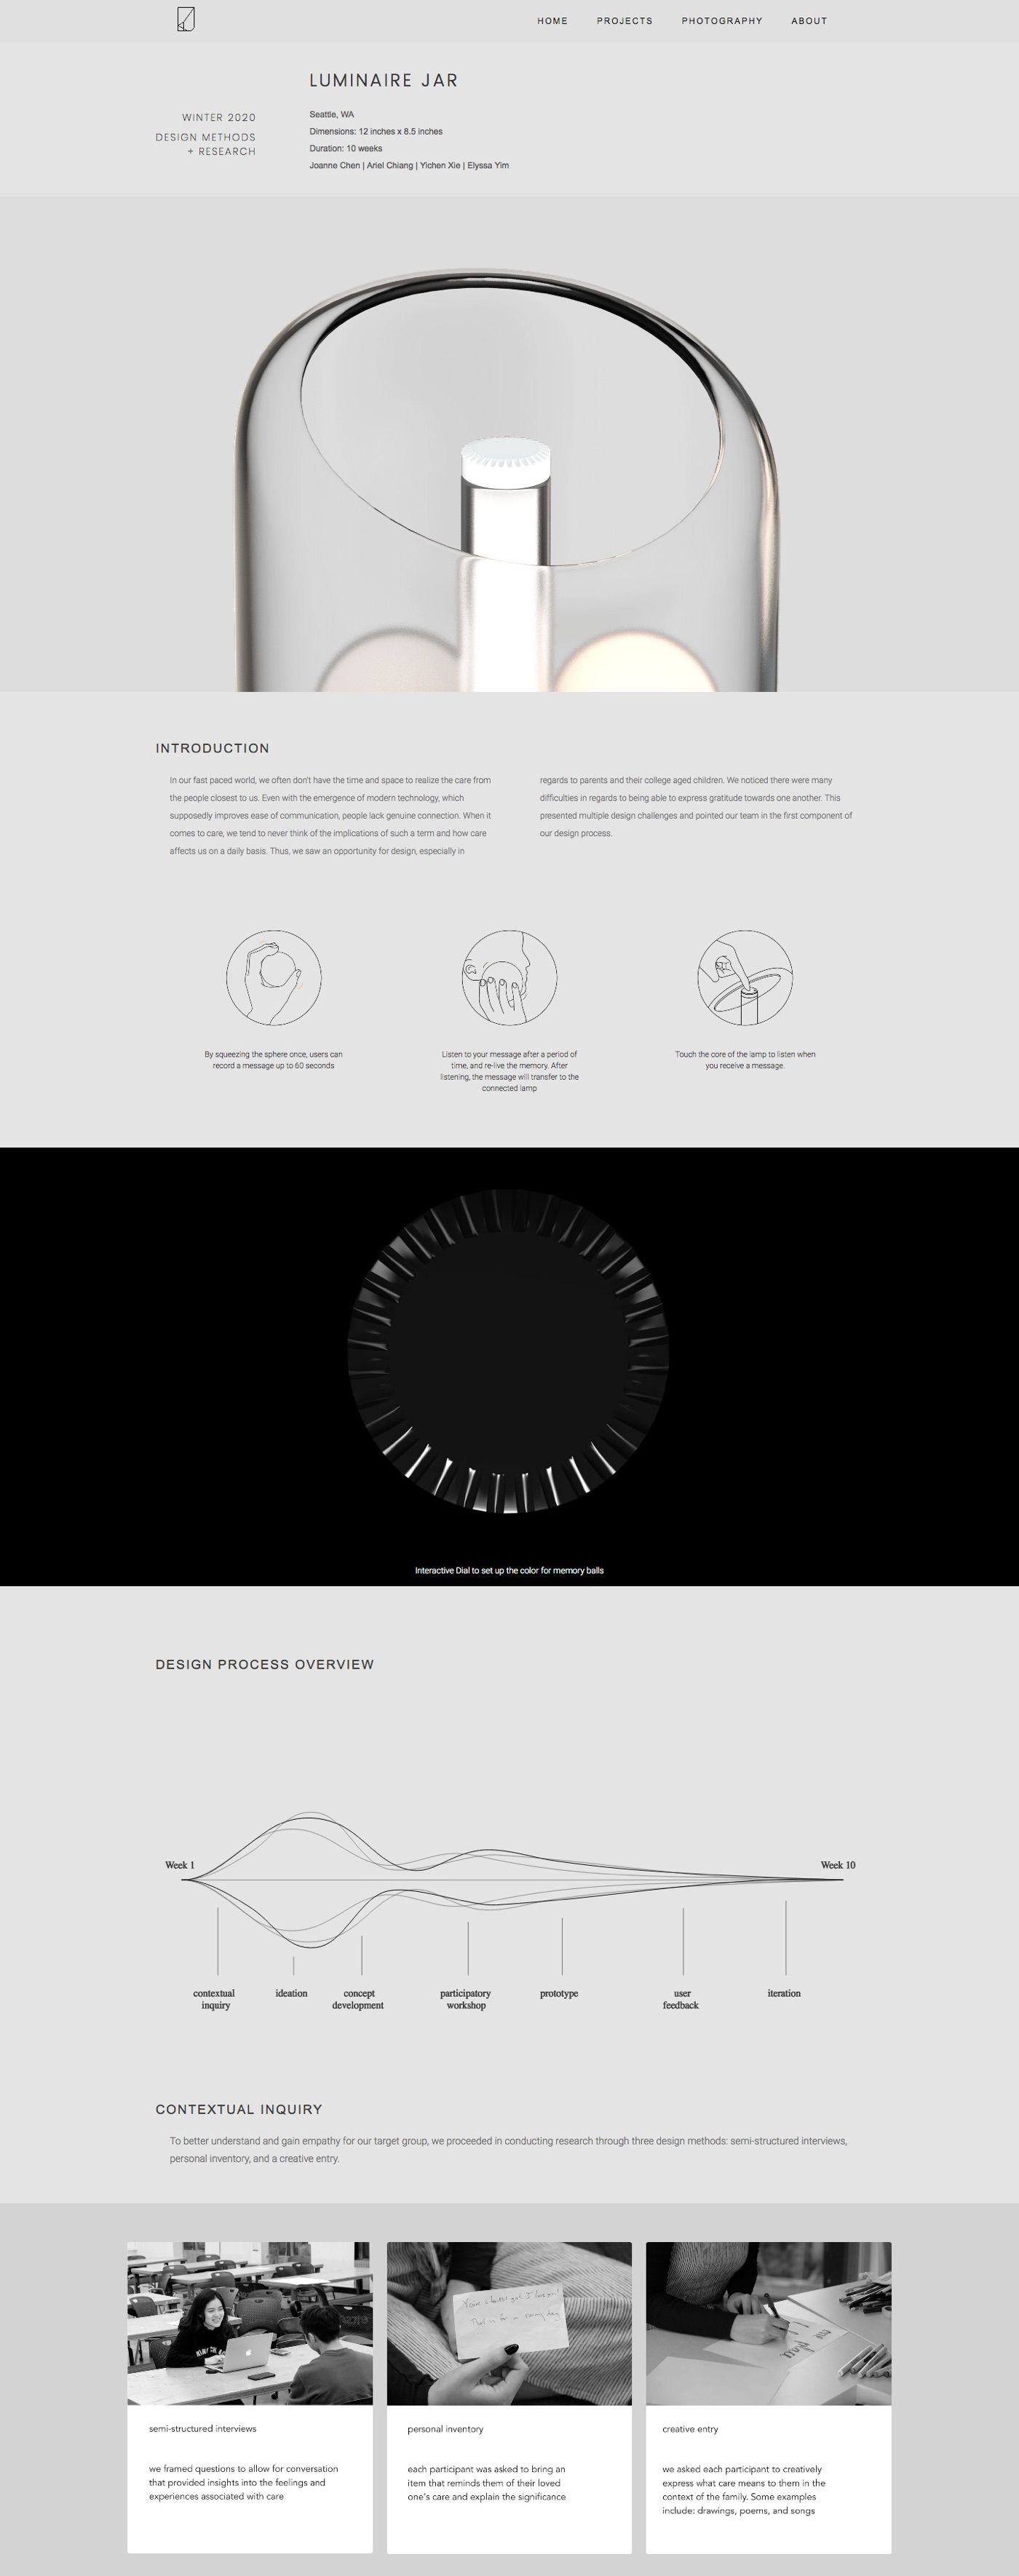 HOME PROJECTS PHOTOGRAPHY ABOUT
LUMINAIRE JAR
WINTER 2020
DESIGN METHODS
+ RESEARCH
Seattle, WA
Dimensions: 12 inches x 8.5 inches
Duration: 10 weeks
Joanne Chen | Ariel Chiang | Yichen Xie | Elyssa Yim
INTRODUCTION
In our fast paced world, we often don't have the time and space to realize the care from
the people closest to us. Even with the emergence of modern technology, which
supposedly improves ease of communication, people lack genuine connection. When it
comes to care, we tend to never think of the implications of such a term and how care
affects us on a daily basis. Thus, we saw an opportunity for design, especially in
regards to parents and their college aged children. We noticed there were many
difficulties in regards to being able to express gratitude towards one another. This
presented multiple design challenges and pointed our team in the first component of
our design process.
By squeezing the sphere once, users can
record a message up to 60 seconds
Listen to your message after a period of
time, and re-live the memory. After
listening, the message will transfer to the
connected lamp
Touch the core of the lamp to listen when
you receive a message.
Interactive Dial to set up the color for memory balls
DESIGN PROCESS OVERVIEW
Week 1
Week 10
contextual
inquiry
ideation
concept
development
participatory
workshop
prototype
user
feedback
iteration
CONTEXTUAL INQUIRY
To better understand and gain empathy for our target group, we proceeded in conducting research through three design methods: semi-structured interviews,
personal inventory, and a creative entry.
semi-structured interviews
we framed questions to allow for conversation
that provided insights into the feelings and
experiences associated with care
personal inventory
each participant was asked to bring an
item that reminds them of their loved
one's care and explain the significance
creative entry
we asked each participant to creatively
express what care means to them in the
context of the family. Some examples
include: drawings, poems, and songs